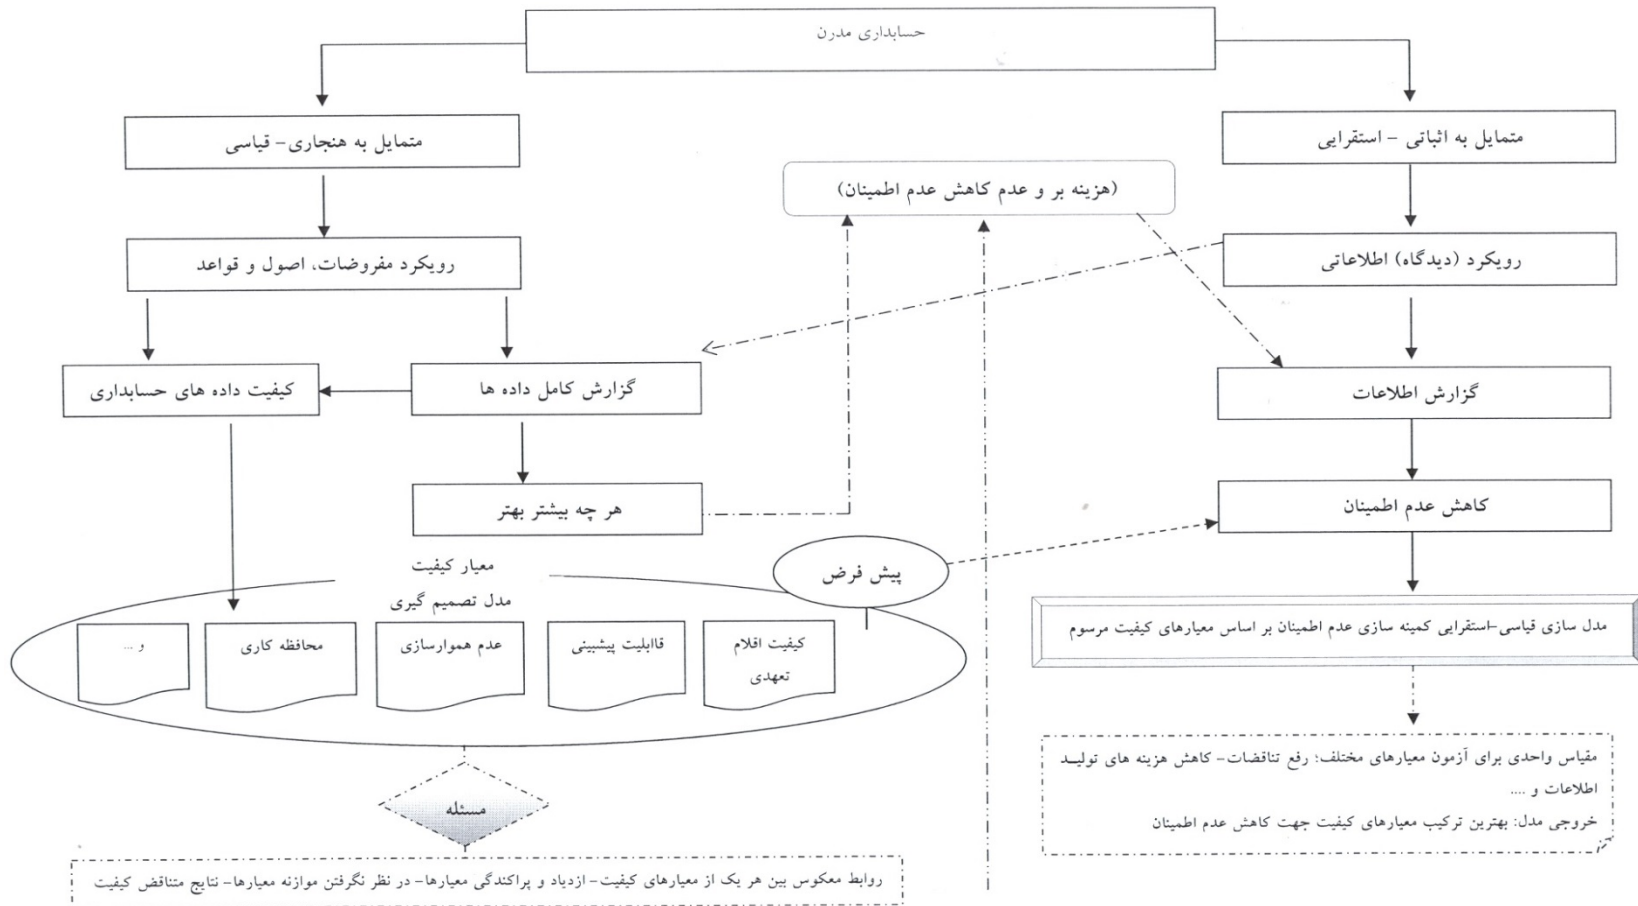 حسابداری مدرن
متمایل به اثباتی – استقرایی
متمایل به هنجاری– قیاسی
(هزینه بر و عدم کاهش عدم اطمینان)
رویکرد (دیدگاه) اطلاعاتی
رویکرد مفروضات، اصول و قواعد
گزارش اطلاعات
گزارش کامل داده ها
کیفیت داده های حسابداری
کاهش عدم اطمینان
هر چه بیشتر بهتر
پیش فرض
معیار کیفیت
مدل تصمیم گیری
کیفیت اقلام
تعهدی
قاابلیت پیشبینی
عدم هموارسازی
محافظه کاری
و ...
مدل سازی قیاسی–استقرایی کمینه سازی عدم اطمینان بر اساس معیارهای کیفیت مرسوم
مقیاس واحدی برای آزمون معیارهای مختلف؛ رفع تناقضات– کاهش هزینه های تولیـد
اطلاعات و ....
خروجی مدل: بهترین ترکیب معیارهای کیفیت جهت کاهش عدم اطمینان
مسئله
روابط معکوس بین هر یک از معیارهای کیفیت– ازدیاد و پراکندگی معیارها– در نظر نگرفتن موازنه معیارها– نتایج متناقض کیفیت